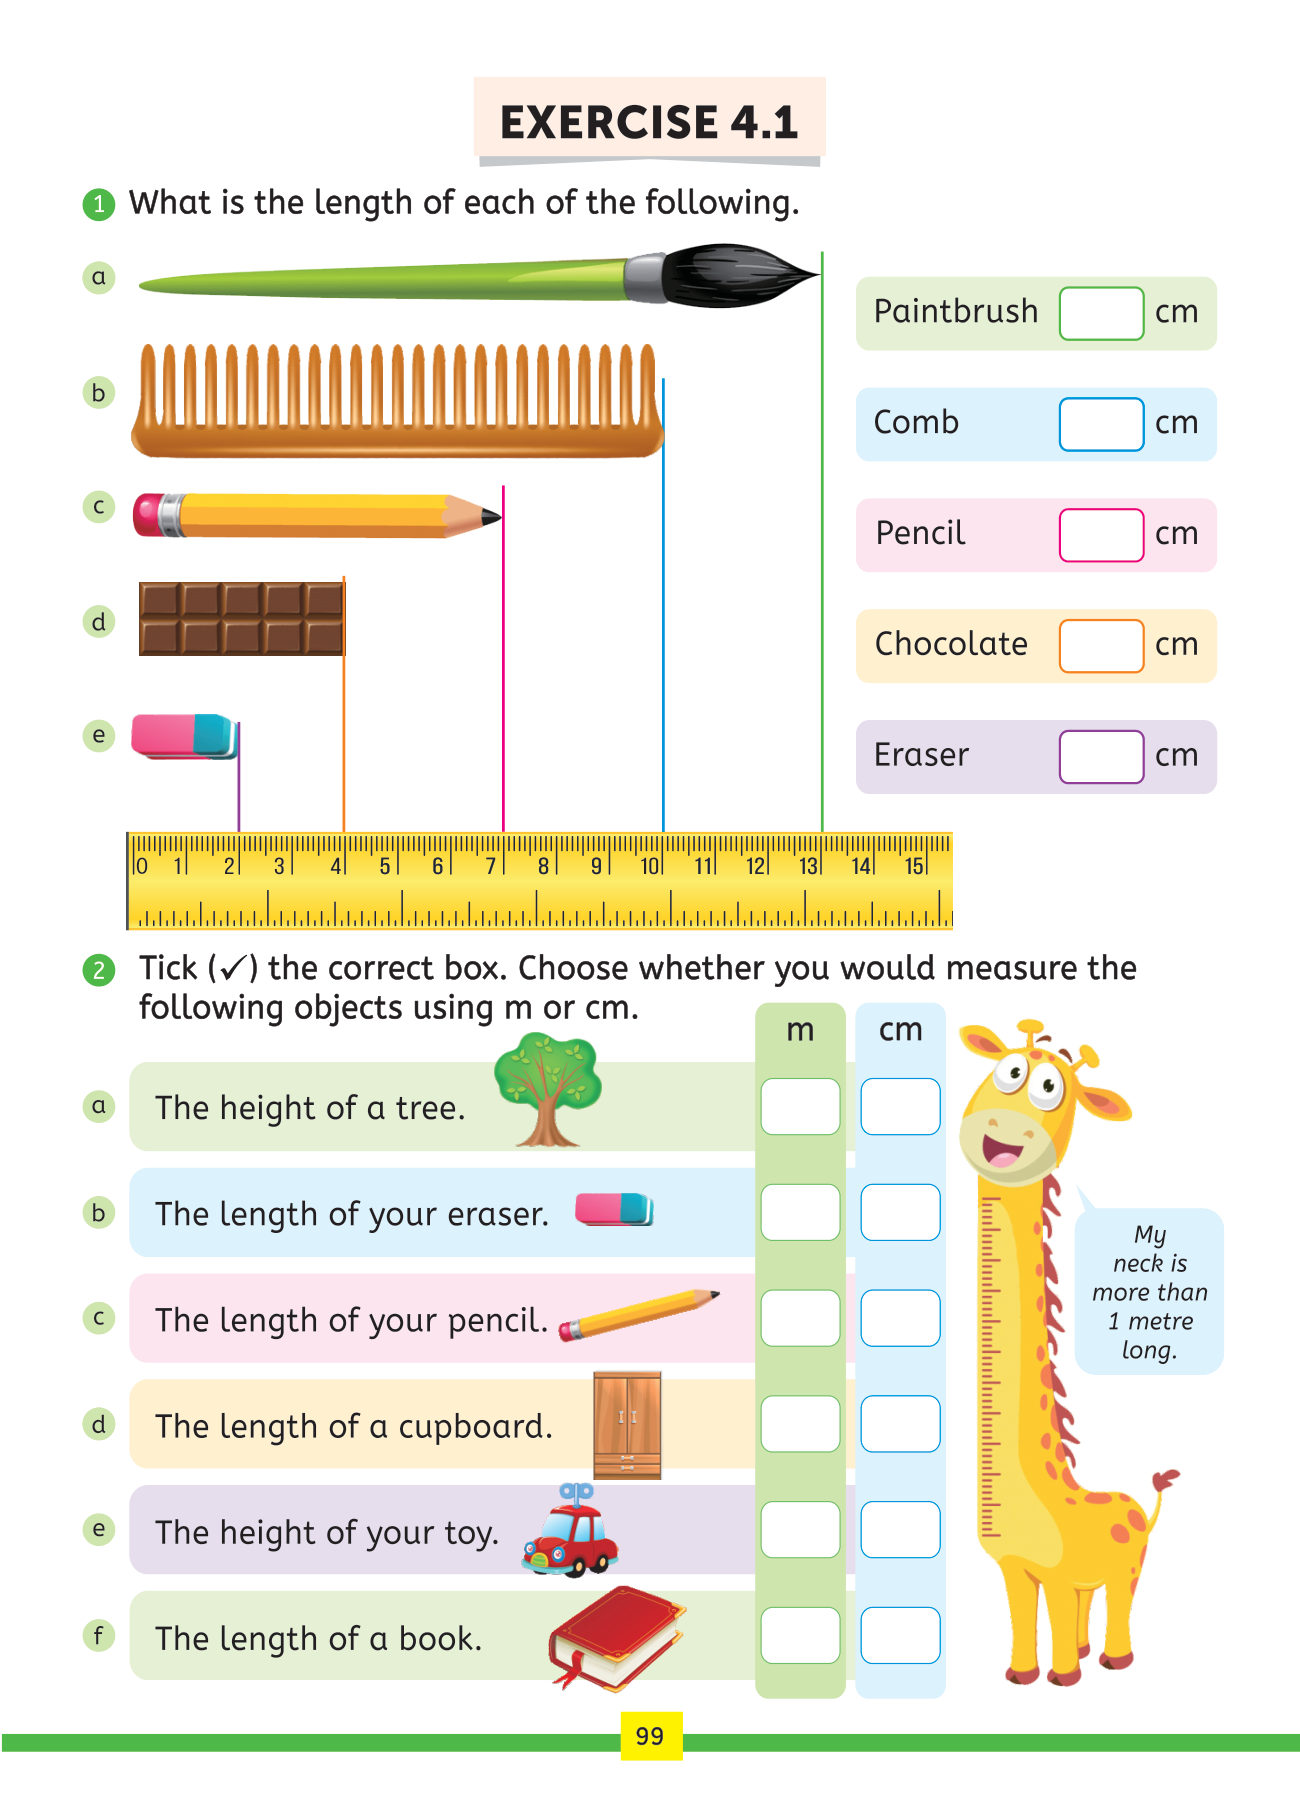 EXERCISE 4.1
1 What is the length of each of the following.
a
Paintbrush cm
b
Comb cm
c
Pencil cm
d
Chocolate cm
e
Eraser cm
0 1 2 3 4 5 6 7 8 9 10 11 12 13 14 15
2 Tick (✓) the correct box. Choose whether you would measure the
following objects using m or cm.
m cm
a The height of a tree.
b The length of your eraser.
c The length of your pencil.
d The length of a cupboard.
e The height of your toy.
f The length of a book.
My
neck is
more than
1 metre
long.
99